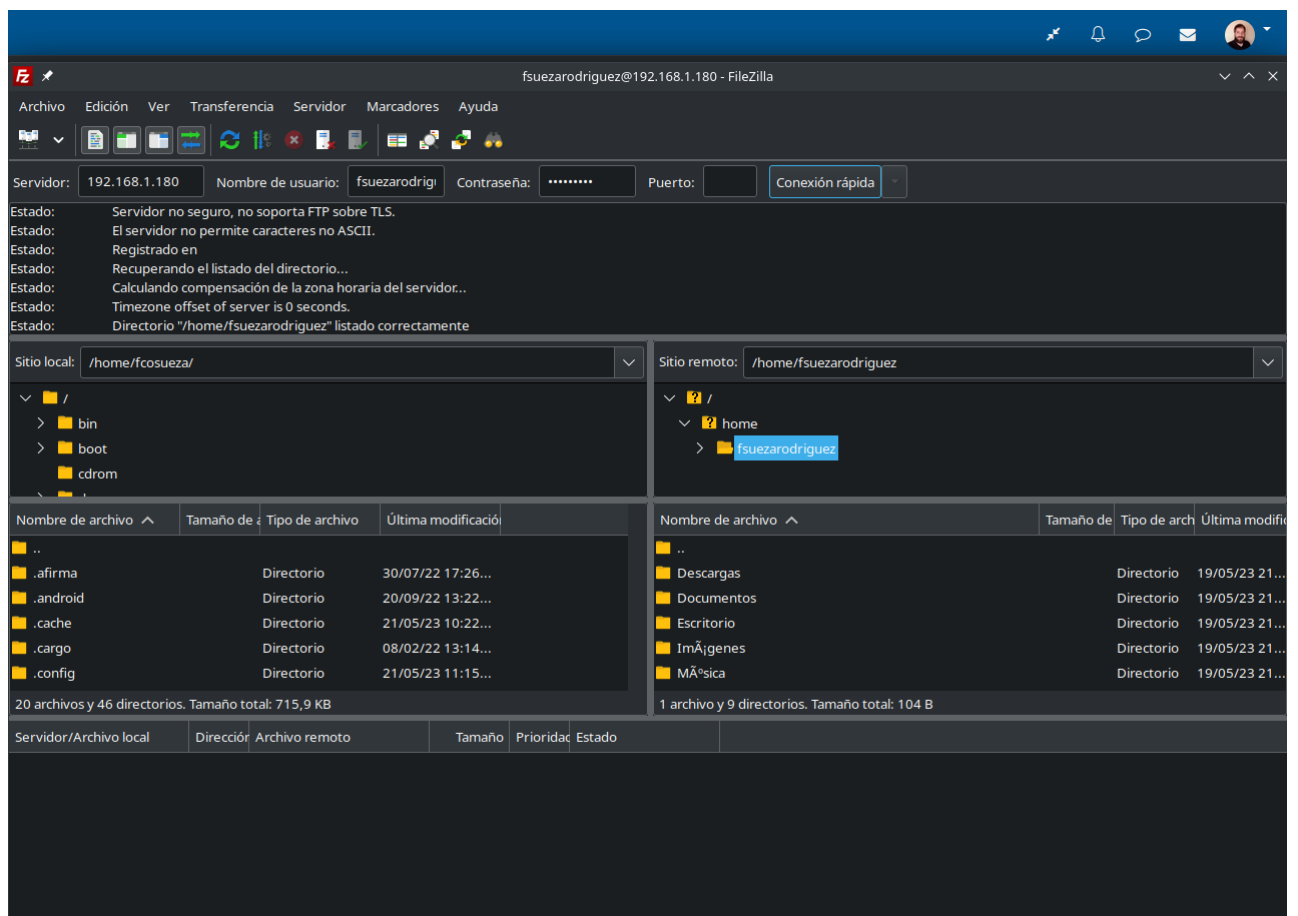 fsuezarodriguez@192.168.1.180 - FileZilla
Archivo Edición Ver Transferencia Servidor Marcadores Ayuda
Servidor: 192.168.1.180 Nombre de usuario: fsuezarodrigu Contraseña: ••••••••• Puerto: Conexión rápida
Estado: Servidor no seguro, no soporta FTP sobre TLS.
Estado: El servidor no permite caracteres no ASCII.
Estado: Registrado en
Estado: Recuperando el listado del directorio...
Estado: Calculando compensación de la zona horaria del servidor...
Estado: Timezone offset of server is 0 seconds.
Estado: Directorio "/home/fsuezarodriguez" listado correctamente
Sitio local: /home/fcosueza/
/
bin
boot
cdrom
Sitio remoto: /home/fsuezarodriguez
/
home
fsuezarodriguez
Nombre de archivo Tamaño de a Tipo de archivo Última modificació
..
.afirma Directorio 30/07/22 17:26...
.android Directorio 20/09/22 13:22...
.cache Directorio 21/05/23 10:22...
.cargo Directorio 08/02/22 13:14...
.config Directorio 21/05/23 11:15...
20 archivos y 46 directorios. Tamaño total: 715,9 KB
Nombre de archivo Tamaño de Tipo de arch Última modific
..
Descargas Directorio 19/05/23 21...
Documentos Directorio 19/05/23 21...
Escritorio Directorio 19/05/23 21...
ImÃ¡genes Directorio 19/05/23 21...
MÃºsica Directorio 19/05/23 21...
1 archivo y 9 directorios. Tamaño total: 104 B
Servidor/Archivo local Dirección Archivo remoto Tamaño Prioridad Estado